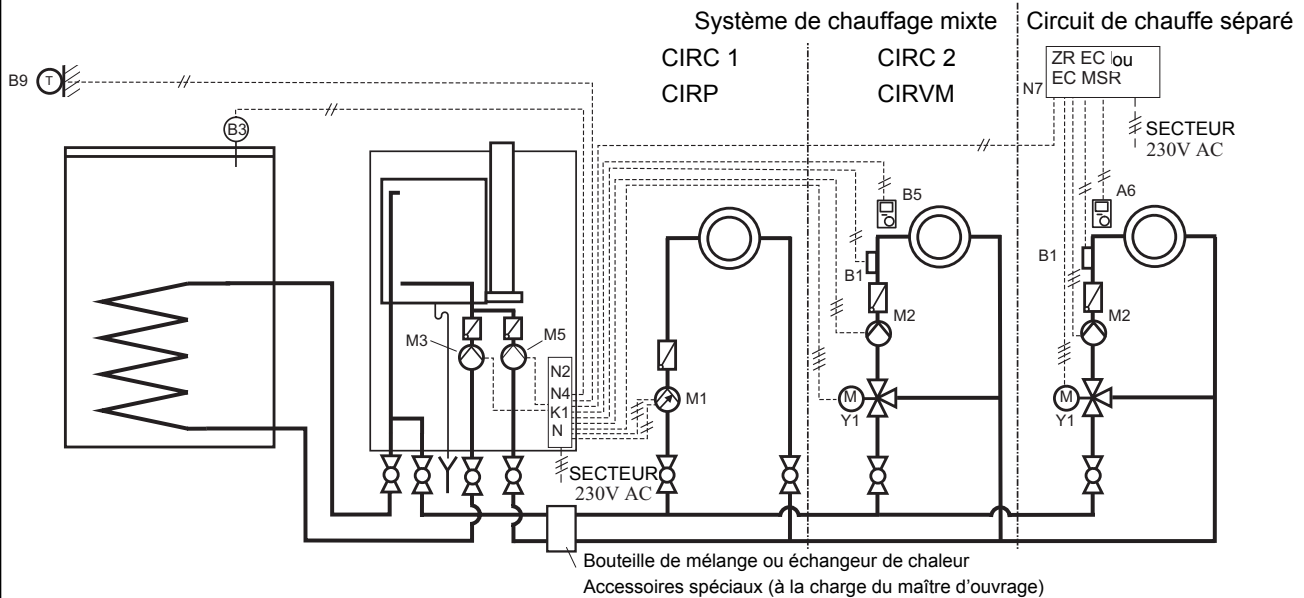 Système de chauffage mixte
Circuit de chauffe séparé
CIRC 1
CIRP
CIRC 2
CIRVM
ZR EC ou
EC MSR
N7
SECTEUR
230V AC
B9
T
B3
B5
A6
B1
B1
M2
M2
M3
M5
N2
N4
K1
N
M1
M
Y1
M
Y1
SECTEUR
230V AC
Bouteille de mélange ou échangeur de chaleur
Accessoires spéciaux (à la charge du maître d'ouvrage)